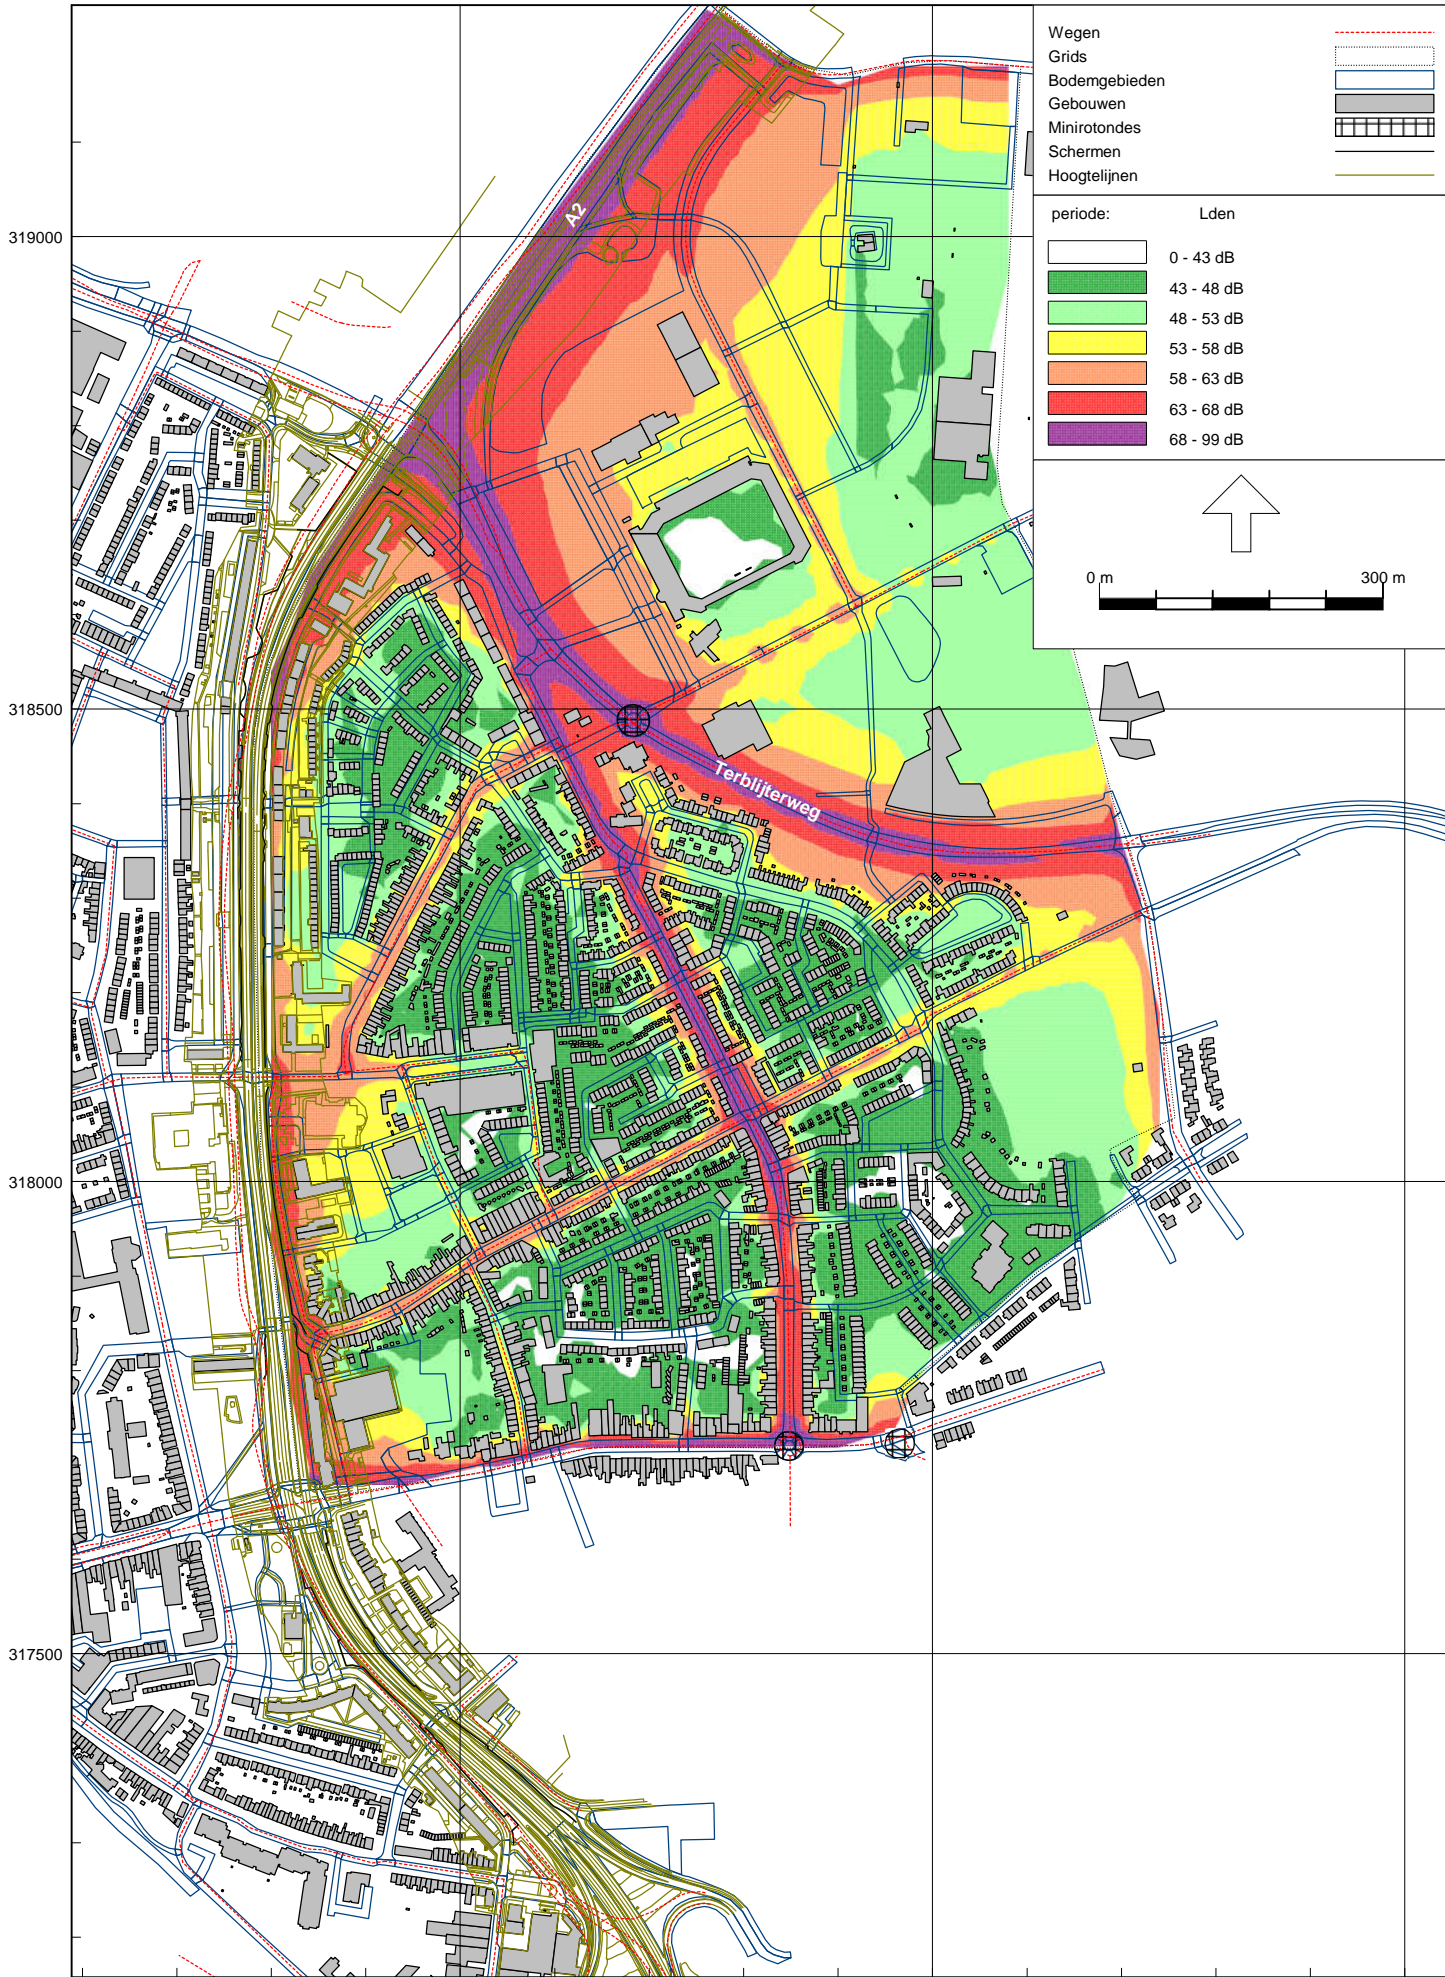 Wegen
Grids
Bodemgebieden
Gebouwen
Minirotondes
Schermen
Hoogtelijnen
periode: Lden
0 - 43 dB
43 - 48 dB
48 - 53 dB
53 - 58 dB
58 - 63 dB
63 - 68 dB
68 - 99 dB
0 m 300 m
A2
Terblijterweg
319000
318500
318000
317500